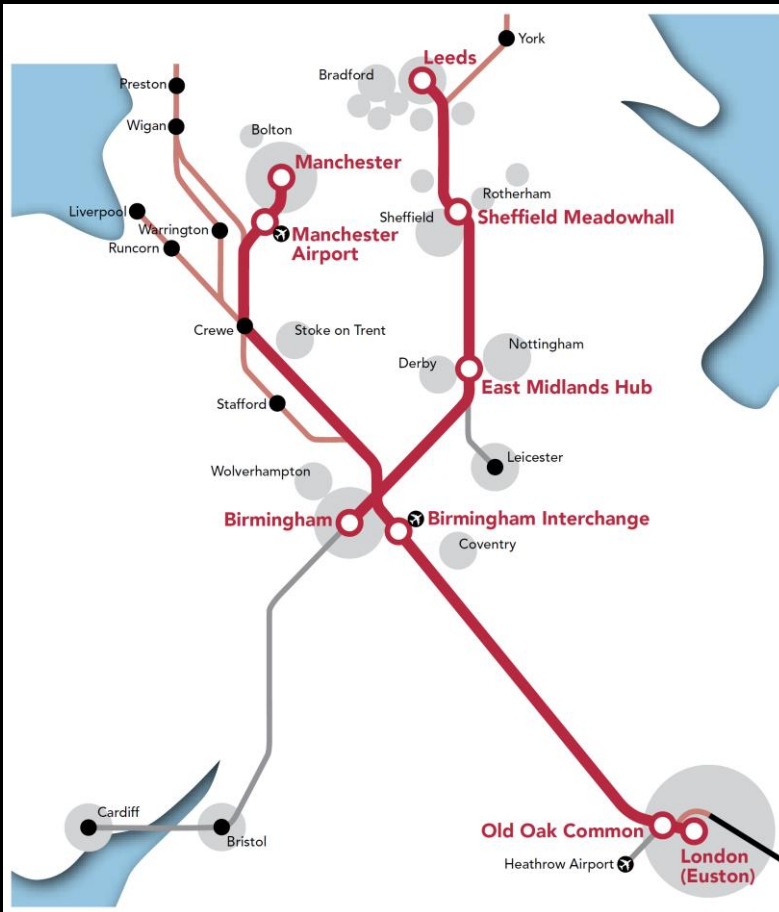 York
Leeds
Bradford
Preston
Wigan
Bolton
Manchester
Rotherham
Liverpool
Sheffield
Sheffield Meadowhall
Warrington
Manchester
Airport
Runcorn
Crewe
Stoke on Trent
Nottingham
Derby
East Midlands Hub
Stafford
Leicester
Wolverhampton
Birmingham
Birmingham Interchange
Coventry
Cardiff
Bristol
Old Oak Common
London
(Euston)
Heathrow Airport